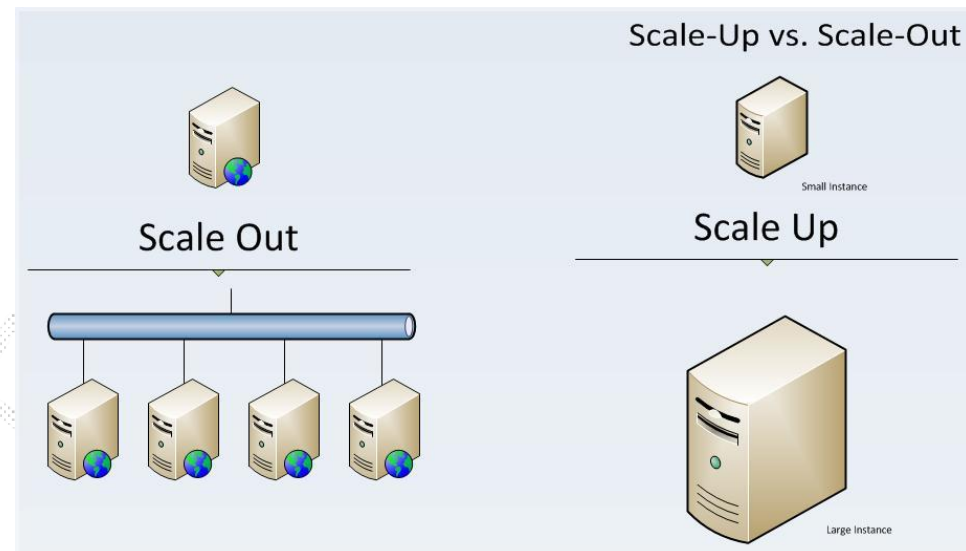 Scale-Up vs. Scale-Out
Small Instance
Scale Out
Scale Up
Large Instance